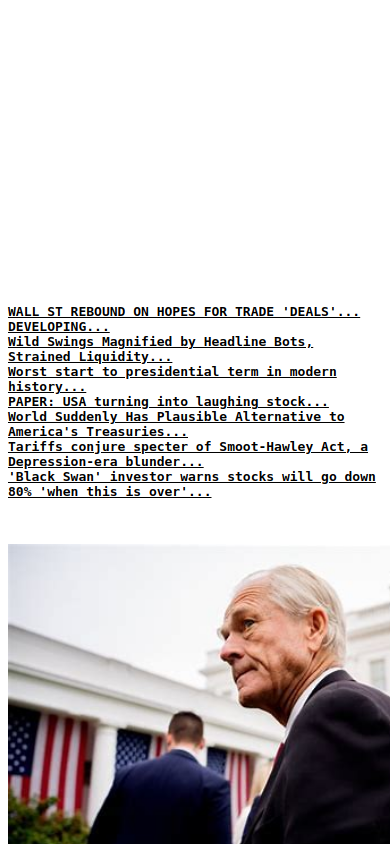 WALL ST REBOUND ON HOPES FOR TRADE 'DEALS'...
DEVELOPING...
Wild Swings Magnified by Headline Bots,
Strained Liquidity...
Worst start to presidential term in modern
history...
PAPER: USA turning into laughing stock...
World Suddenly Has Plausible Alternative to
America's Treasuries...
Tariffs conjure specter of Smoot-Hawley Act, a
Depression-era blunder...
'Black Swan' investor warns stocks will go down
80% 'when this is over'...